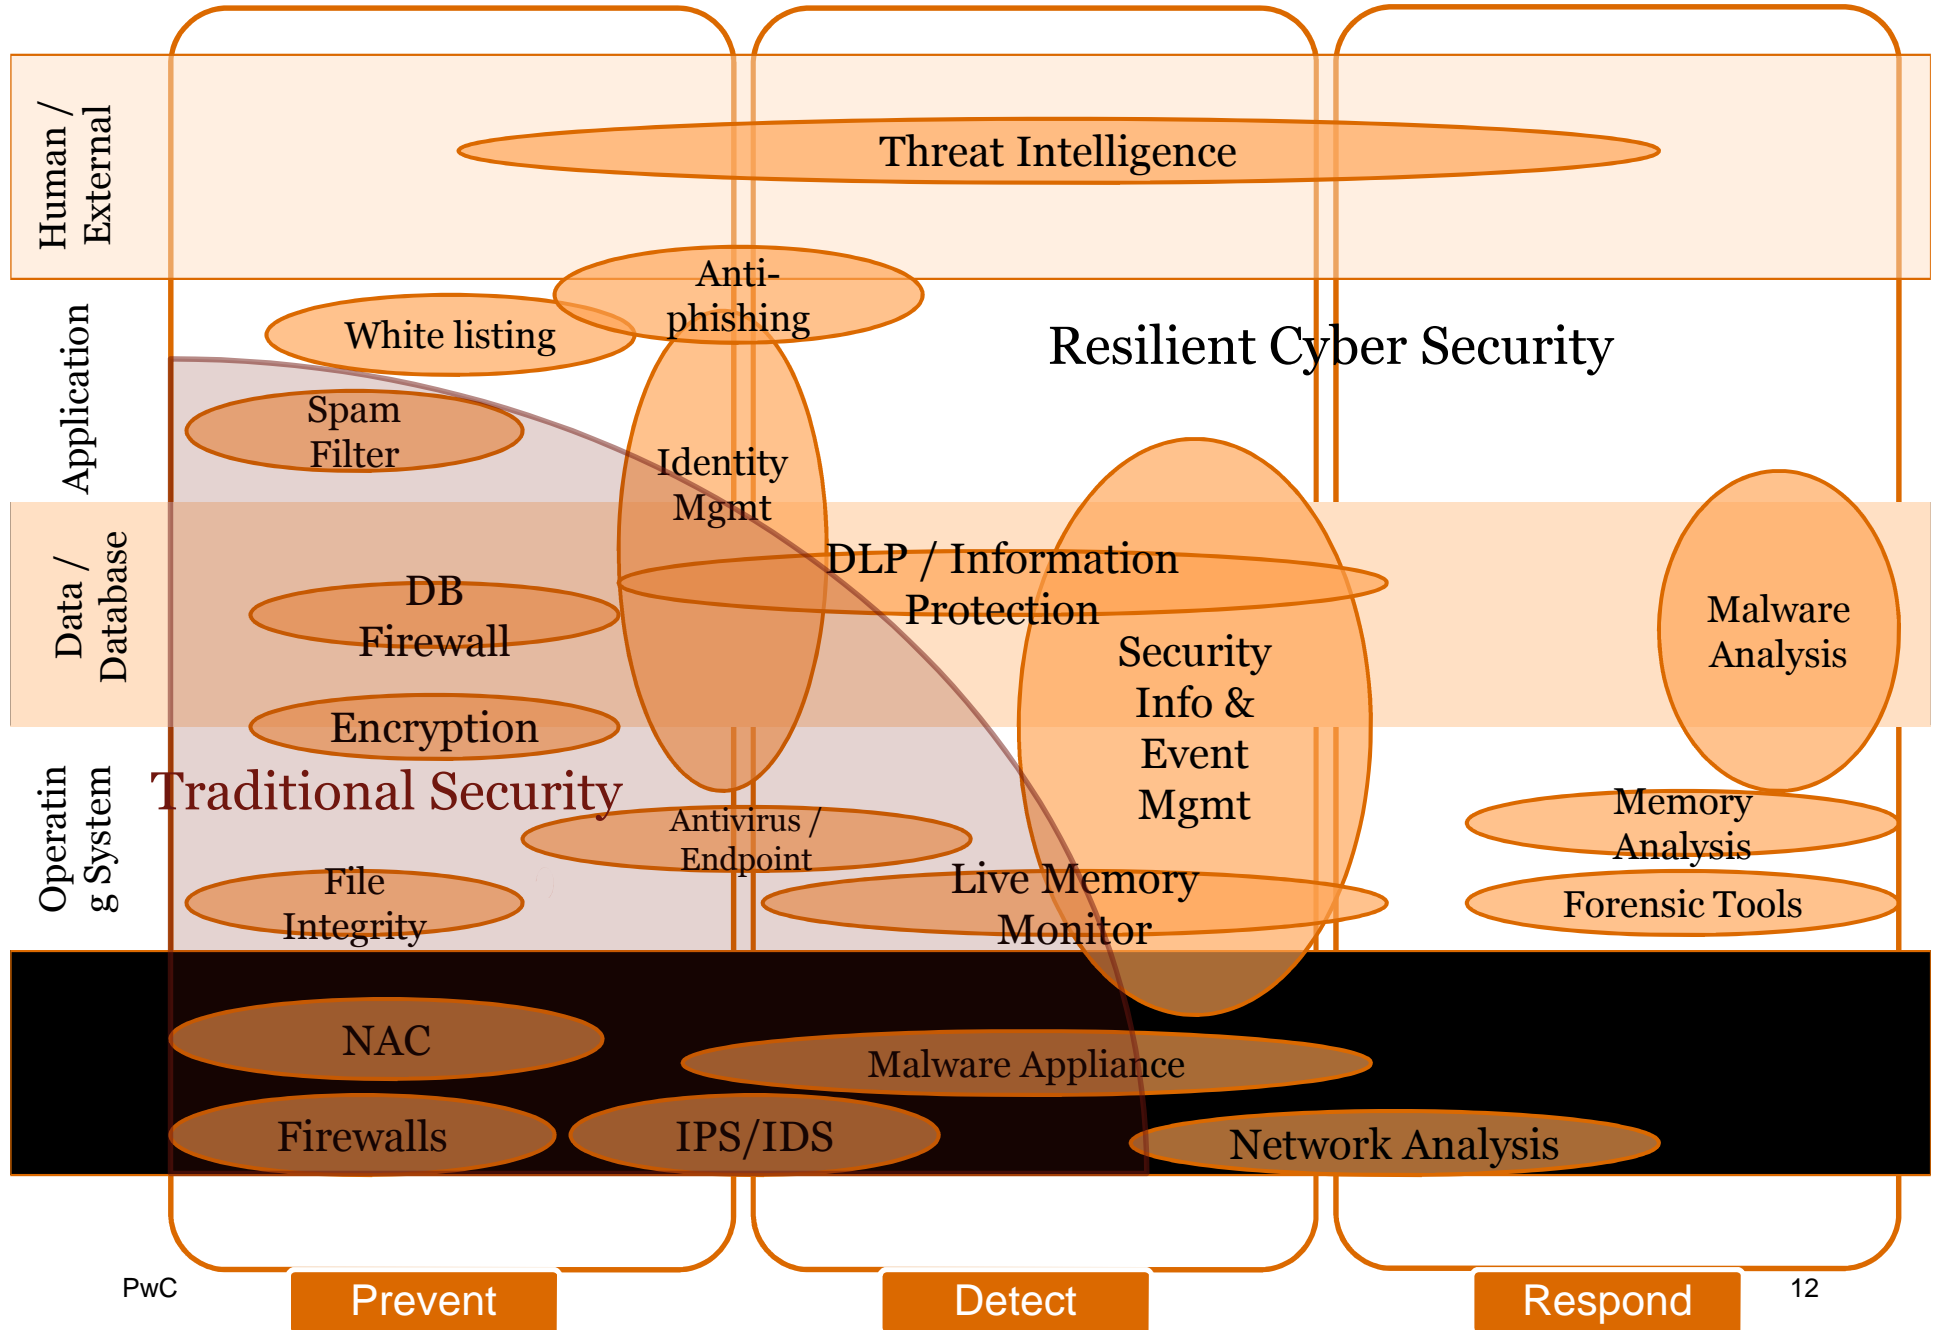 Human /
External
Threat Intelligence
Anti-
phishing
White listing
Resilient Cyber Security
Application
Spam
Filter
Identity
Mgmt
Data /
Database
DLP / Information
Protection
DB
Firewall
Security
Info &
Event
Mgmt
Malware
Analysis
Encryption
Traditional Security
Operatin
g System
Antivirus /
Endpoint
Memory
Analysis
File
Integrity
Live Memory
Monitor
Forensic Tools
NAC
Malware Appliance
Firewalls
IPS/IDS
Network Analysis
PwC
Prevent
Detect
Respond
12